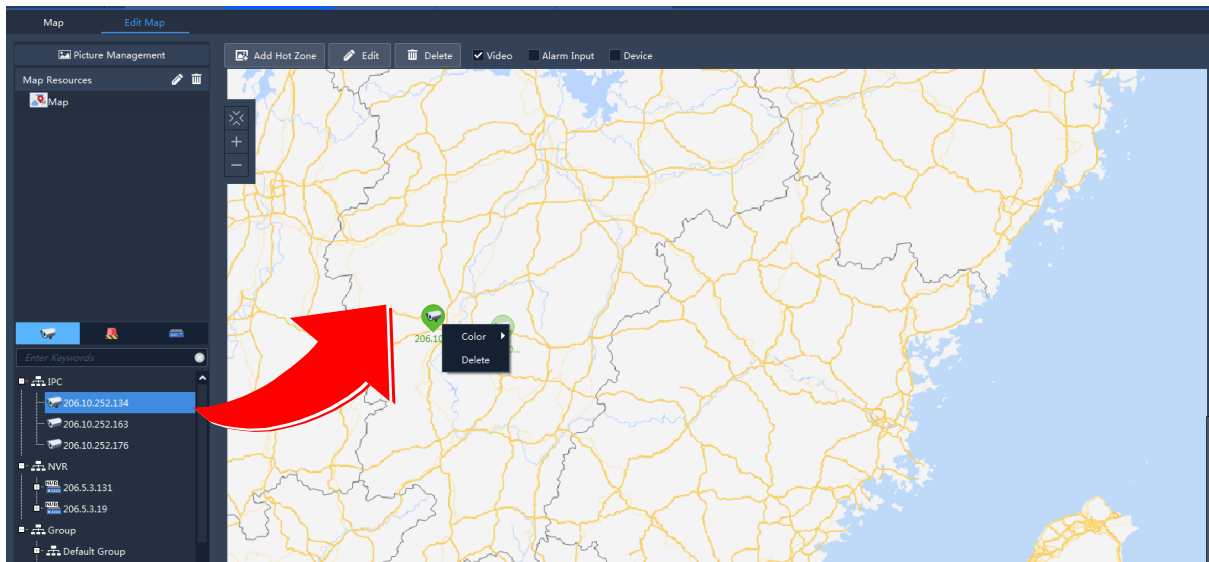 Map
Edit Map
Picture Management
Map Resources
Map
Add Hot Zone
Edit
Delete
Video
Alarm Input
Device
206.10
Color
Delete
Enter Keywords
IPC
206.10.252.134
206.10.252.163
206.10.252.176
NVR
206.5.3.131
206.5.3.19
Group
Default Group